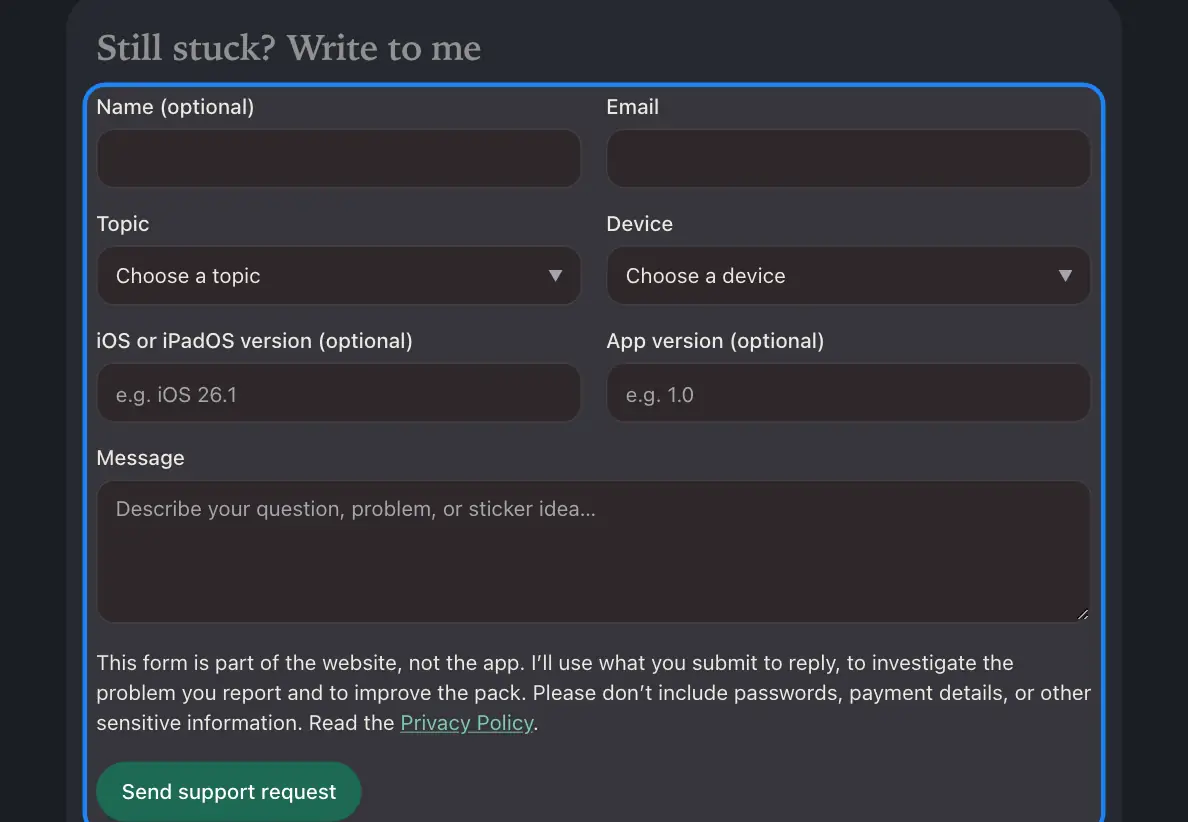 Still stuck? Write to me
Name (optional)
Email
Topic
Device
Choose a topic
Choose a device
iOS or iPadOS version (optional)
App version (optional)
e.g. iOS 26.1
e.g. 1.0
Message
Describe your question, problem, or sticker idea...
This form is part of the website, not the app. I’ll use what you submit to reply, to investigate the
problem you report and to improve the pack. Please don’t include passwords, payment details, or other
sensitive information. Read the Privacy Policy.
Send support request